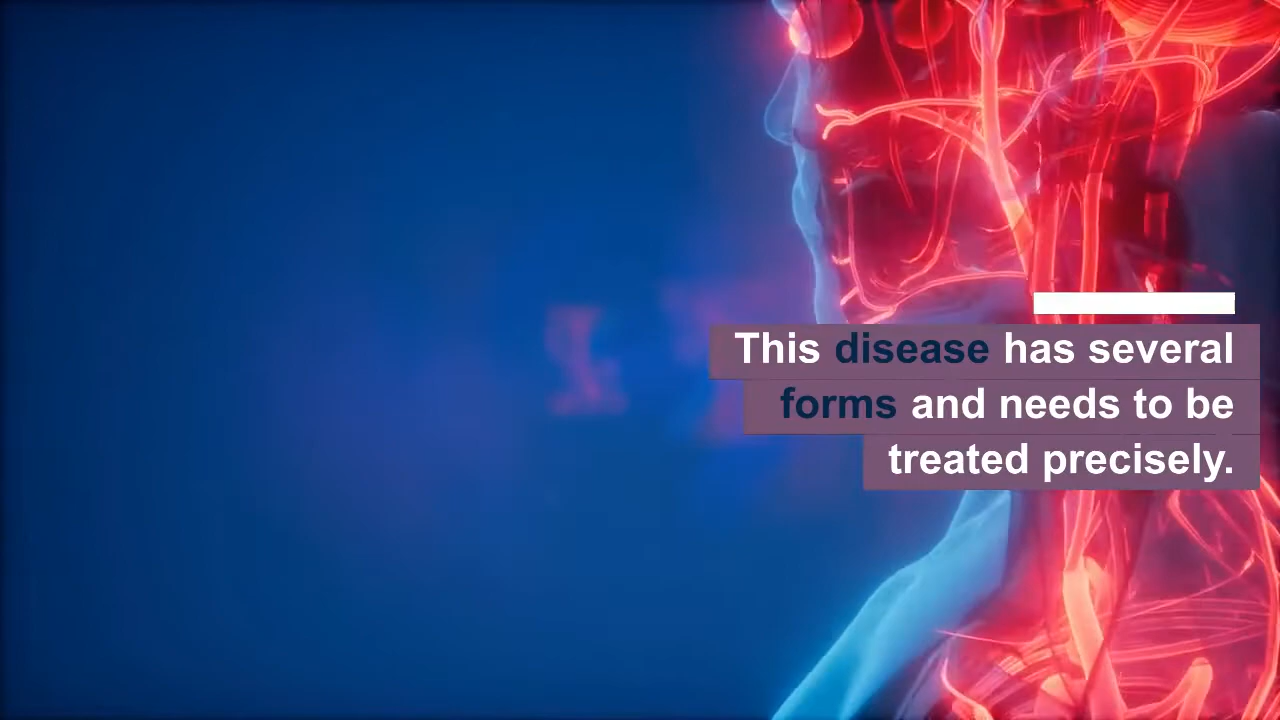 This disease has several
forms and needs to be
treated precisely.